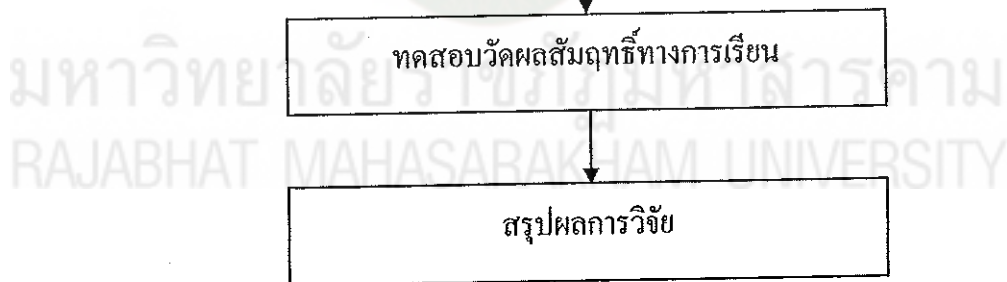 ทดสอบวัดผลสัมฤทธิ์ทางการเรียน
มหาวิทยาลัยราชภัฏมหาสารคาม
RAJABHAT MAHASARAKHAM UNIVERSITY
สรุปผลการวิจัย